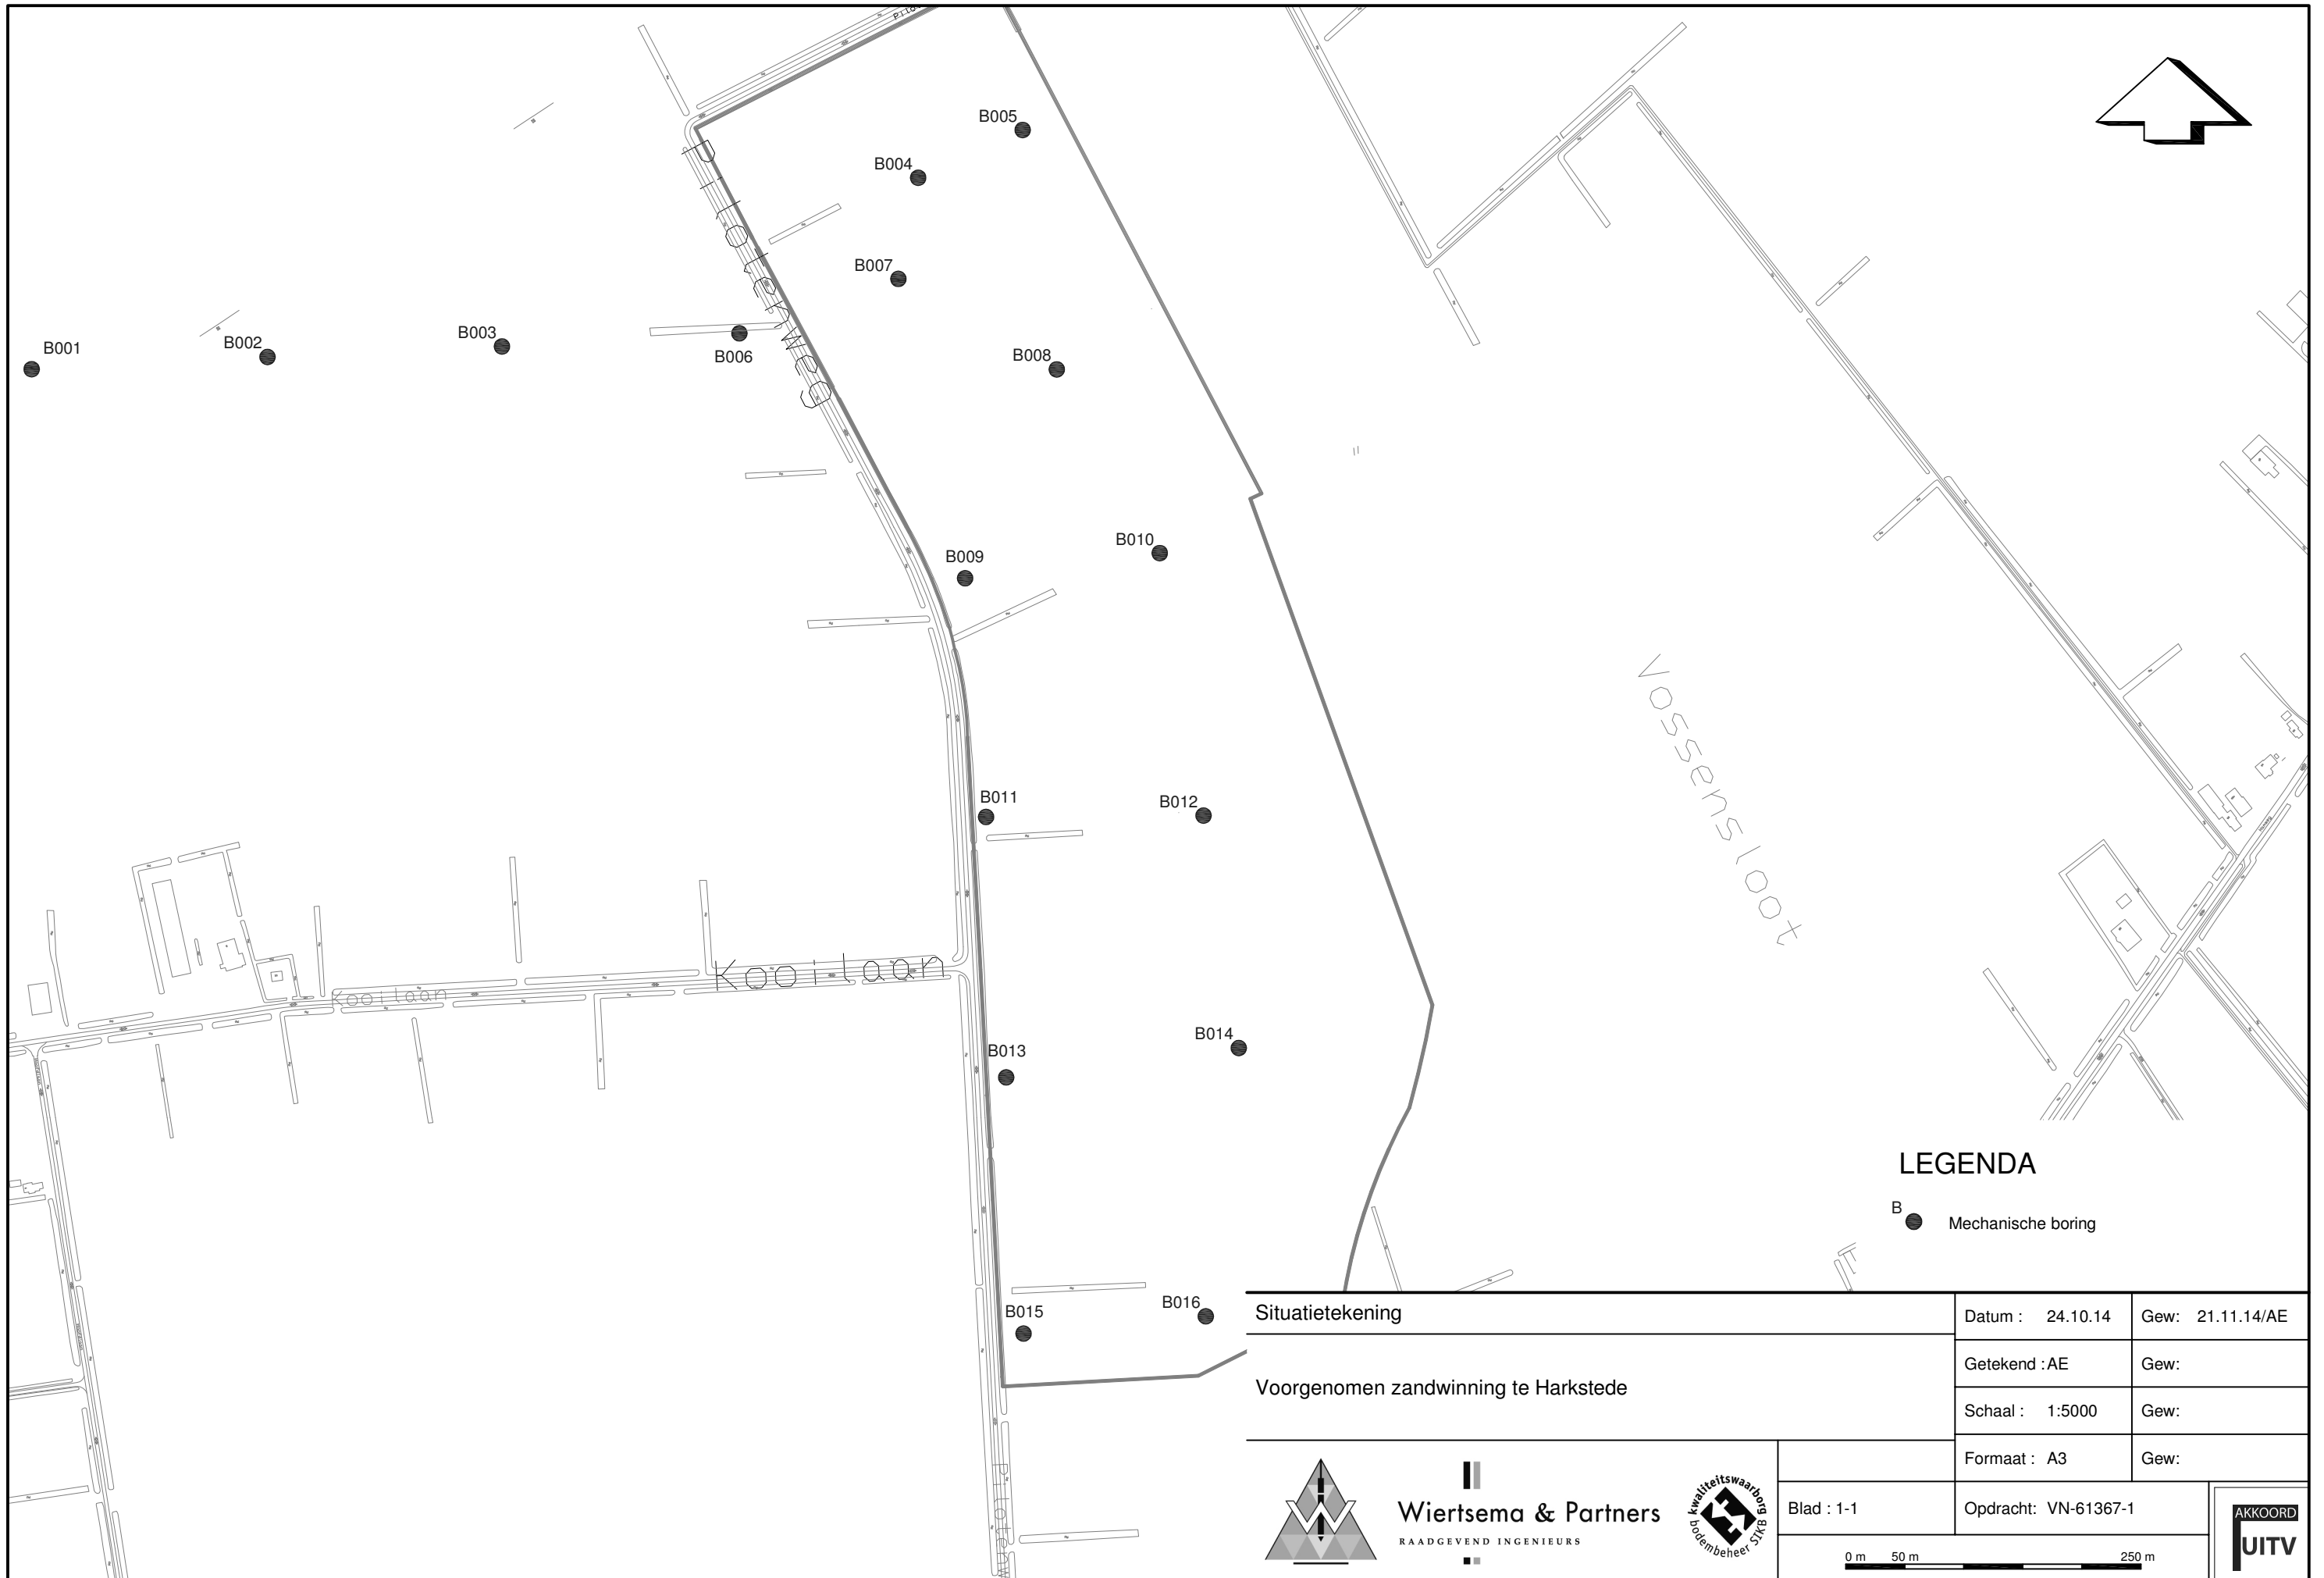 B005
B004
B007
B001
B002
B003
B006
B008
B009
B010
Vossensloot
B011
B012
Kooilaan
Kooilaan
B013
B014
LEGENDA
B
Mechanische boring
B015
B016
Situatietekening
Datum : 24.10.14
Gew: 21.11.14/AE
Voorgenomen zandwinning te Harkstede
Getekend : AE
Gew:
Schaal : 1:5000
Gew:
Formaat : A3
Gew:
Wiertsema & Partners
RAADGEVEND INGENIEURS
kwaliteitswaarborg
bodembeheer SIKB
Blad : 1-1
Opdracht: VN-61367-1
AKKOORD
UITV
0 m 50 m 250 m